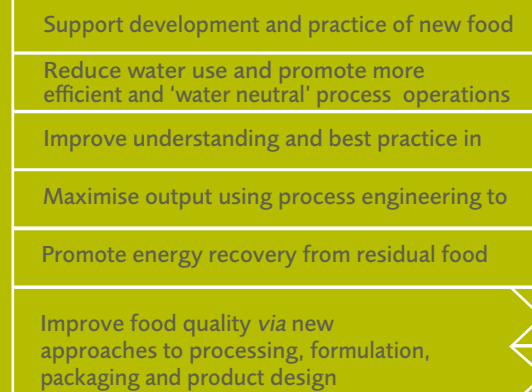 Support development and practice of new food
Reduce water use and promote more
efficient and ‘water neutral’ process operations
Improve understanding and best practice in
Maximise output using process engineering to
Promote energy recovery from residual food
Improve food quality via new
approaches to processing, formulation,
packaging and product design